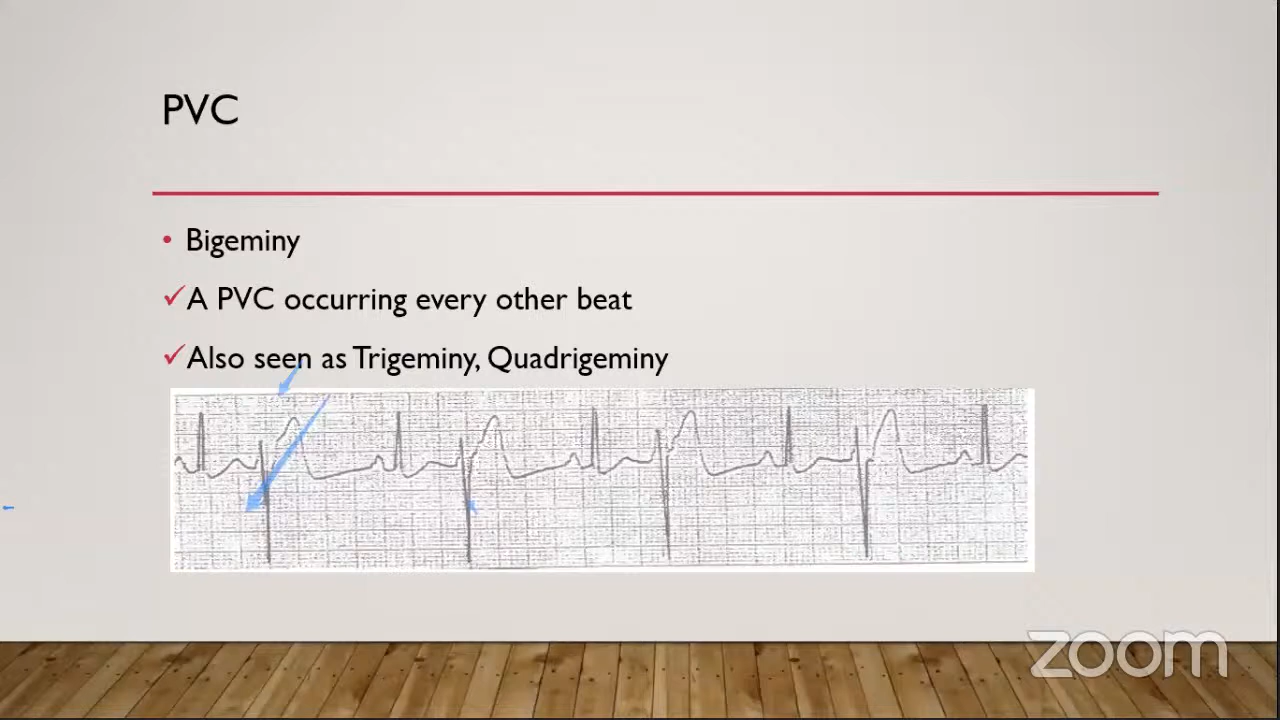 PVC
• Bigeminy
✓A PVC occurring every other beat
✓Also seen as Trigeminy, Quadrigeminy
zoom